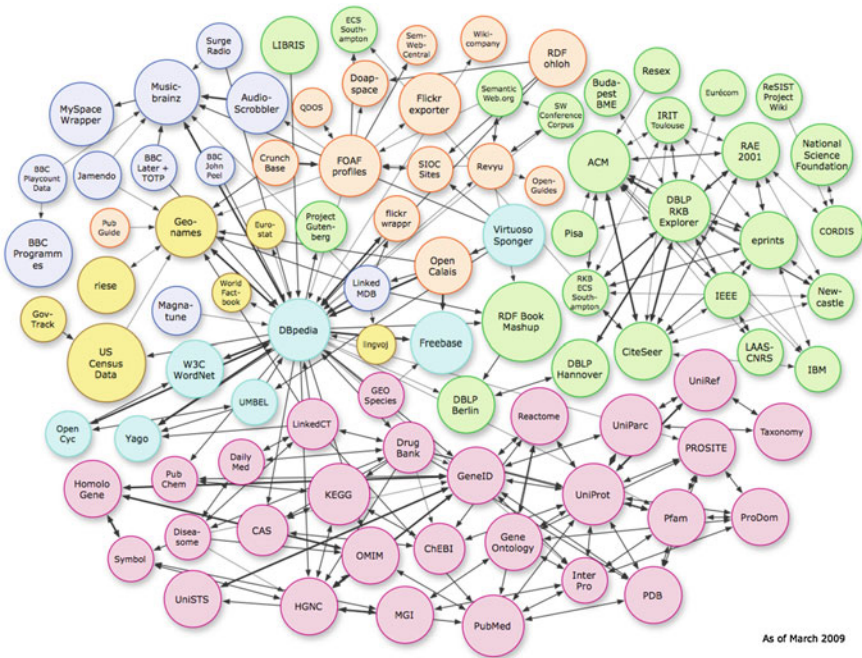 ECS
South-
ampton
Surge
Radio
LIBRIS
Sem-
Web-
Central
Wiki-
company
RDF
ohloh
Doap-
space
Music-
brainz
Audio-
Scrobbler
MySpace
Wrapper
QDOS
Flickr
exporter
Semantic
Web.org
SW
Conference
Corpus
Buda-
pest
BME
Resex
IRIT
Toulouse
Eurécom
ReSIST
Project
Wiki
RAE
2001
National
Science
Foundation
ACM
BBC
Playcount
Data
Jamendo
BBC
Later +
TOTP
BBC
John
Peel
Crunch
Base
FOAF
profiles
SIOC
Sites
Revyu
Open-
Guides
DBLP
RKB
Explorer
Pub
Guide
Geo-
names
Euro-
stat
Project
Guten-
berg
flickr
wrappr
Virtuoso
Sponger
Pisa
eprints
CORDIS
BBC
Programm
es
riese
World
Fact-
book
Magna-
tune
Linked
MDB
Open
Calais
RKB
ECS
South-
ampton
IEEE
New-
castle
Gov-
Track
US
Census
Data
W3C
WordNet
DBpedia
lingvoj
Freebase
RDF Book
Mashup
CiteSeer
LAAS-
CNRS
IBM
DBLP
Hannover
Open
Cyc
Yago
UMBEL
GEO
Species
DBLP
Berlin
UniRef
LinkedCT
Reactome
UniParc
Taxonomy
Homolo
Gene
Pub
Chem
Daily
Med
Drug
Bank
KEGG
GeneID
PROSITE
UniProt
Pfam
ProDom
Disea-
some
CAS
Symbol
OMIM
ChEBI
Gene
Ontology
Inter
Pro
PDB
UniSTS
HGNC
MGI
PubMed
As of March 2009